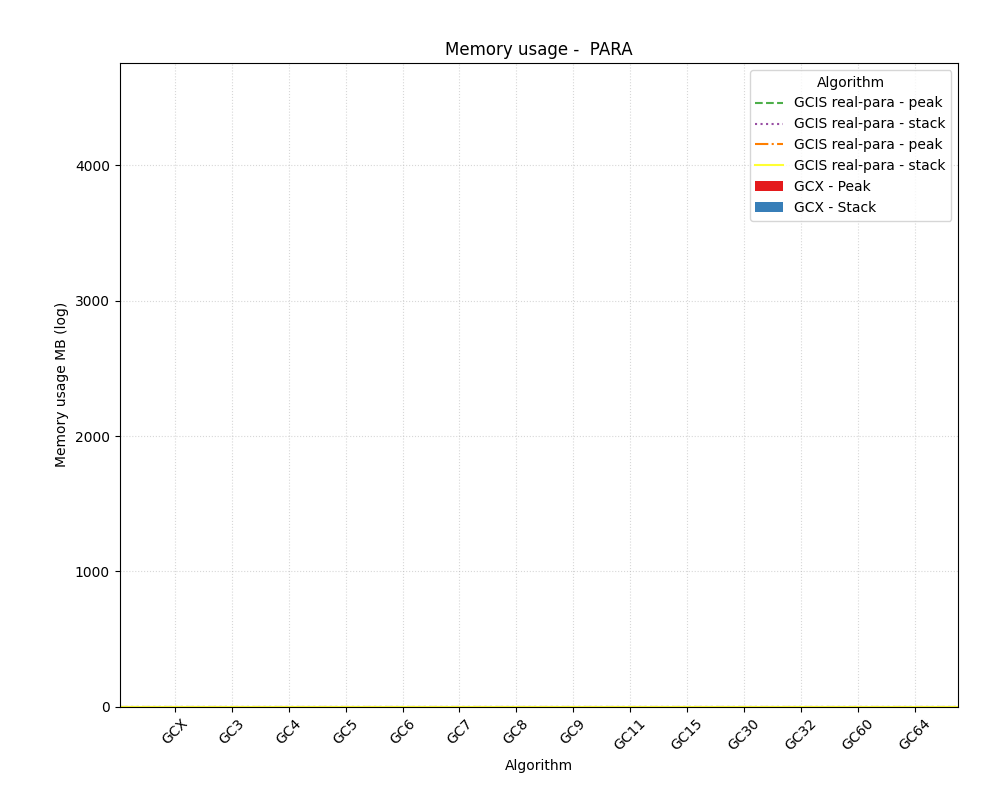 Memory usage -  PARA
Algorithm
GCIS real-para - peak
GCIS real-para - stack
GCIS real-para - peak
GCIS real-para - stack
GCX - Peak
GCX - Stack
Memory usage MB (log)
4000
3000
2000
1000
0
GCX
GC3
GC4
GC5
GC6
GC7
GC8
GC9
GC11
GC15
GC30
GC32
GC60
GC64
Algorithm